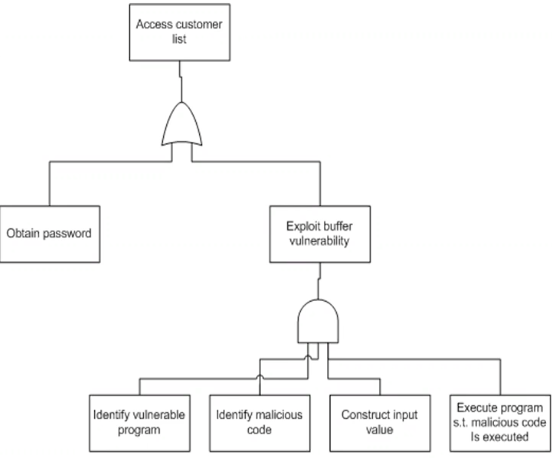 Access customer
list
Obtain password
Exploit buffer
vulnerability
Identify vulnerable
program
Identify malicious
code
Construct input
value
Execute program
s.t. malicious code
Is executed